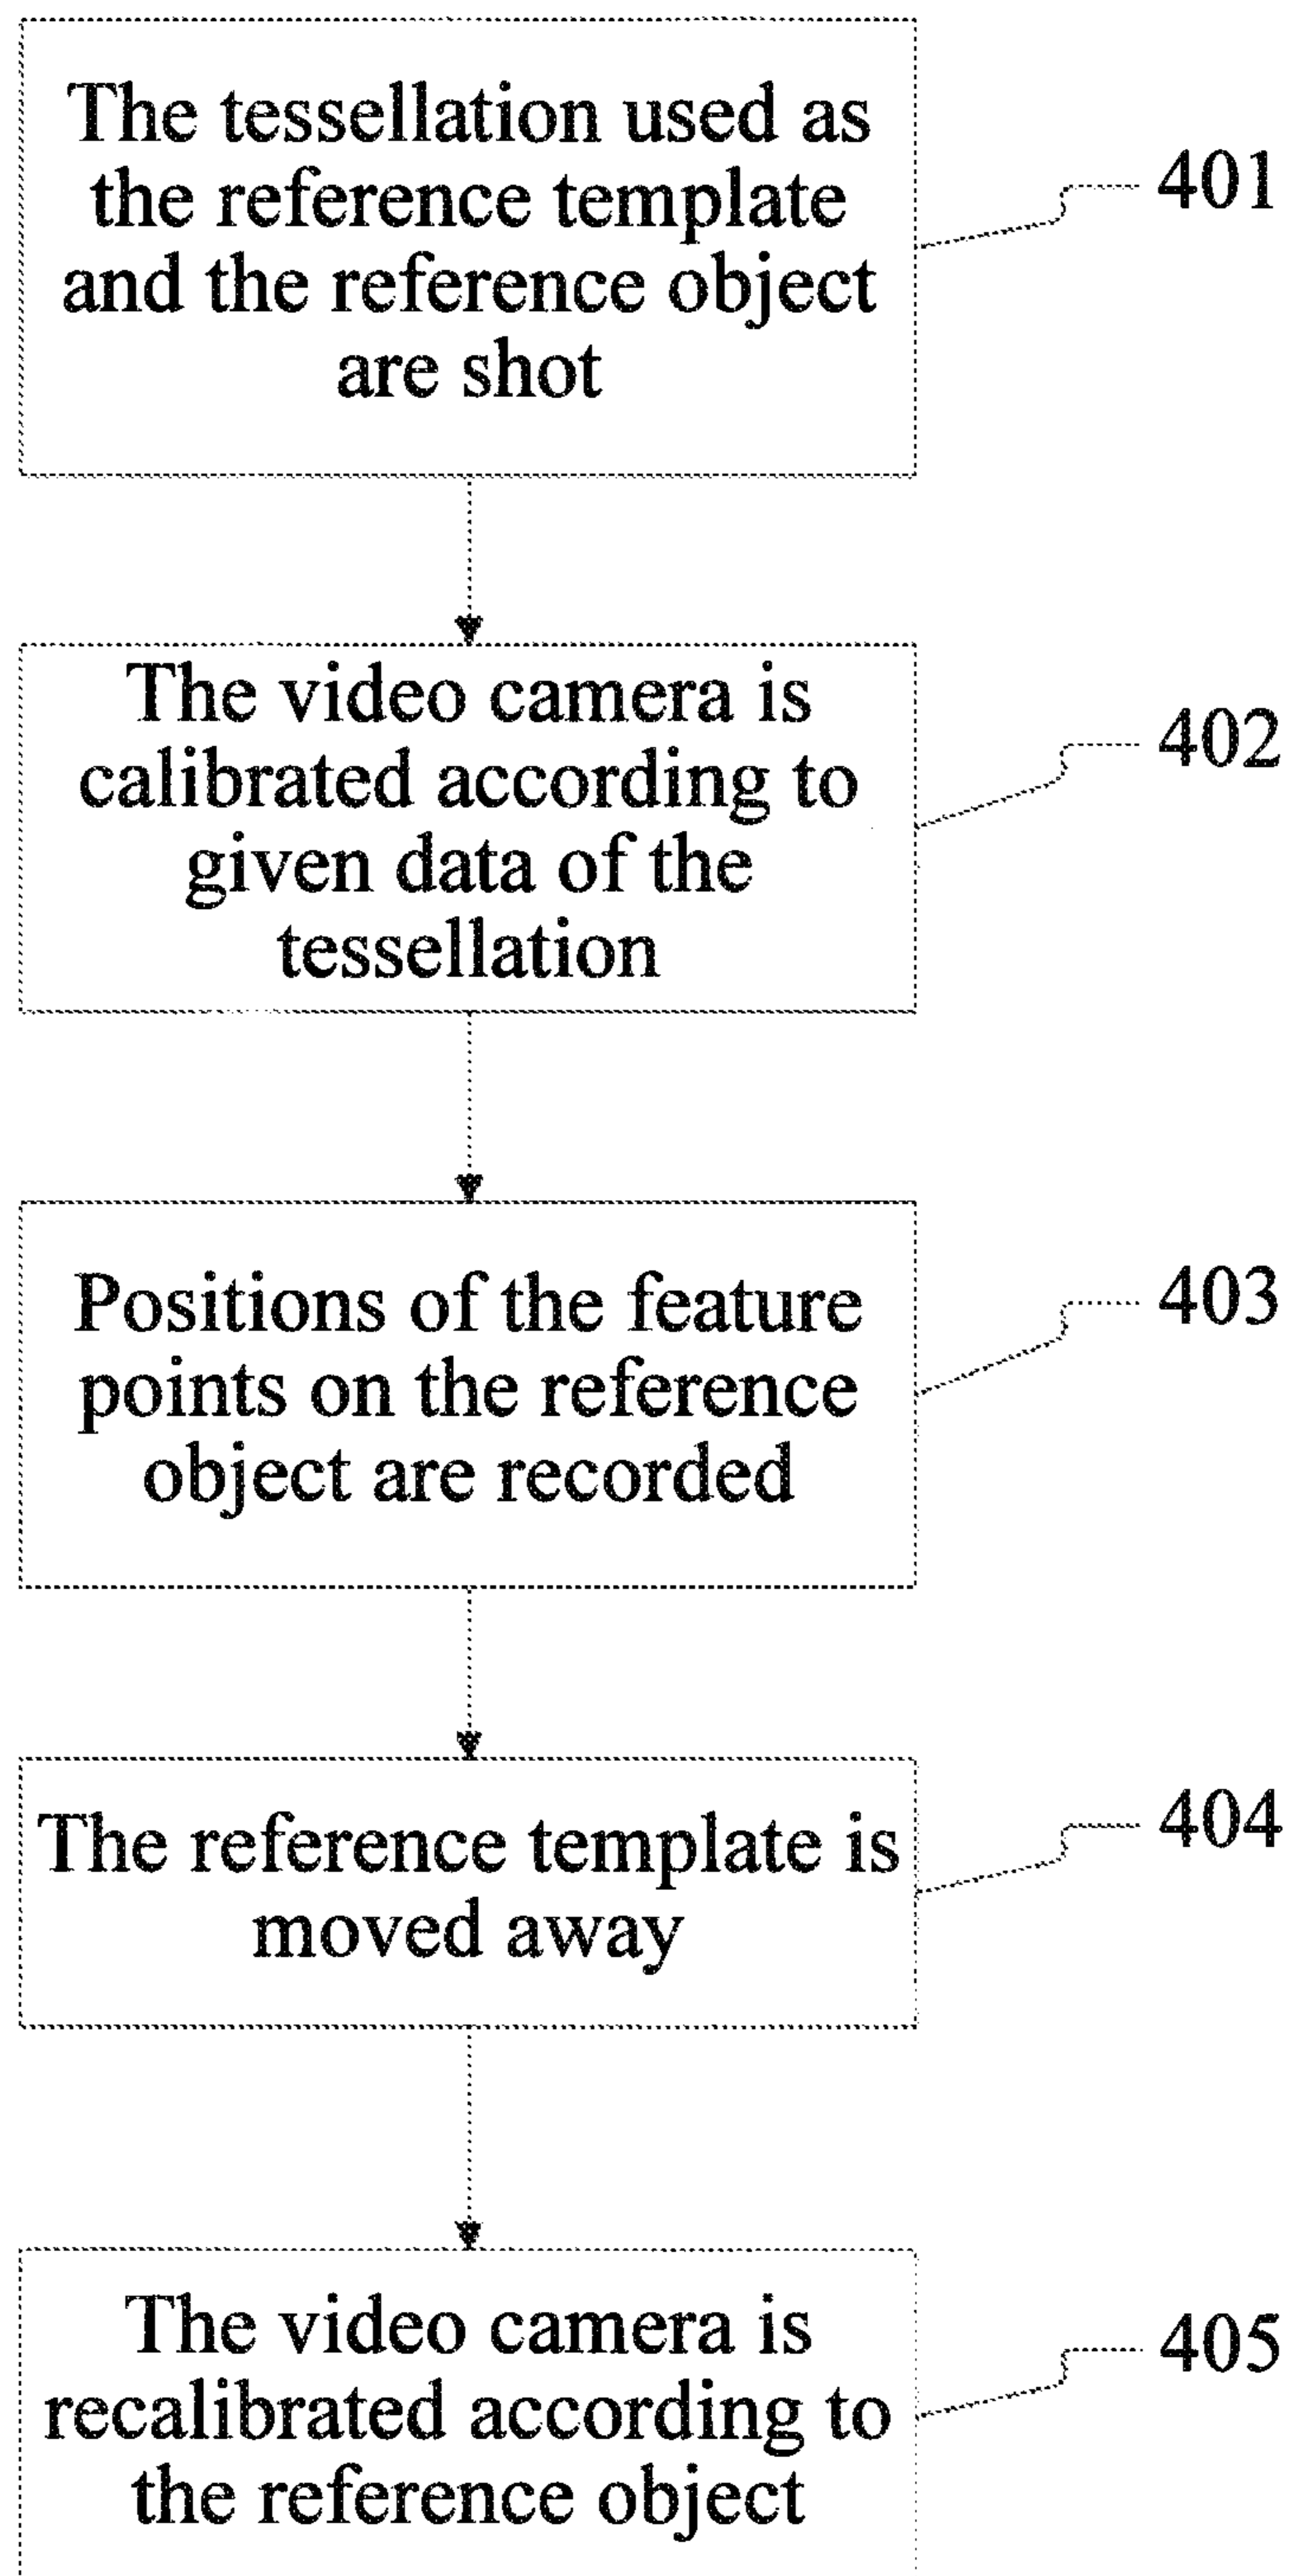 The tessellation used as
the reference template
and the reference object
are shot
401
The video camera is
calibrated according to
given data of the
tessellation
402
Positions of the feature
points on the reference
object are recorded
403
The reference template is
moved away
404
The video camera is
recalibrated according to
the reference object
405